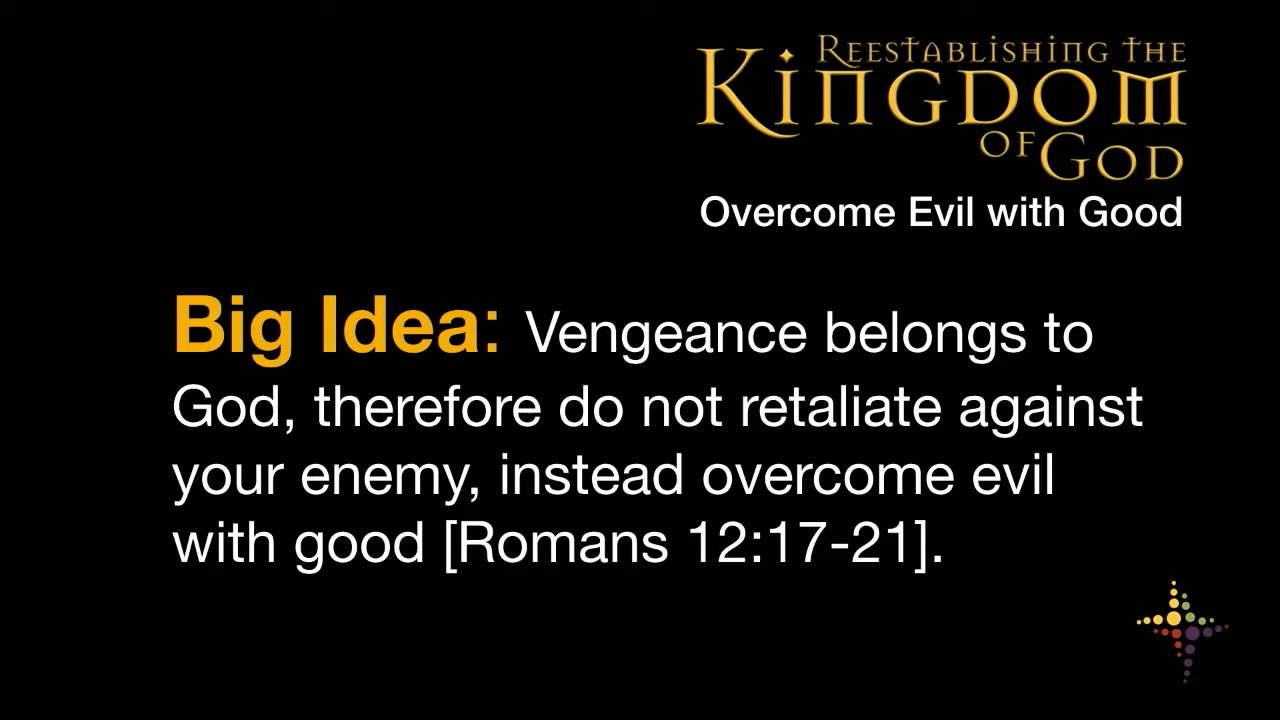 Reestablishing the
Kingdom
of God
Overcome Evil with Good
Big Idea: Vengeance belongs to
God, therefore do not retaliate against
your enemy, instead overcome evil
with good [Romans 12:17-21].